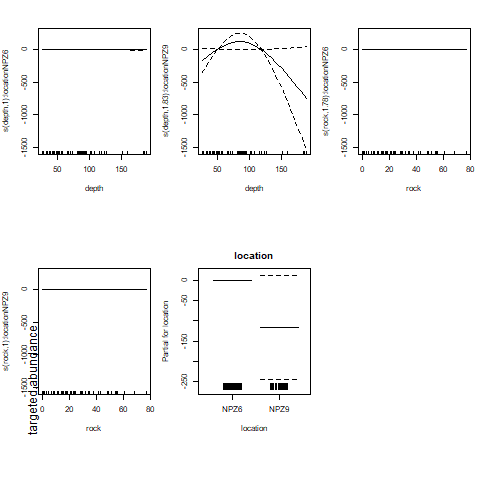 s(depth,1):locationNPZ6
0
-500
-1000
-1500
50
100
150
depth
s(depth,1.83):locationNPZ9
0
-500
-1000
-1500
50
100
150
depth
s(rock,1.78):locationNPZ6
0
-500
-1000
-1500
0
20
40
60
80
rock
s(rock,1):locationNPZ9
0
-500
-1000
-1500
0
20
40
60
80
rock
targeted.abundance
location
Partial for location
0
-50
-150
-250
NPZ6
NPZ9
location